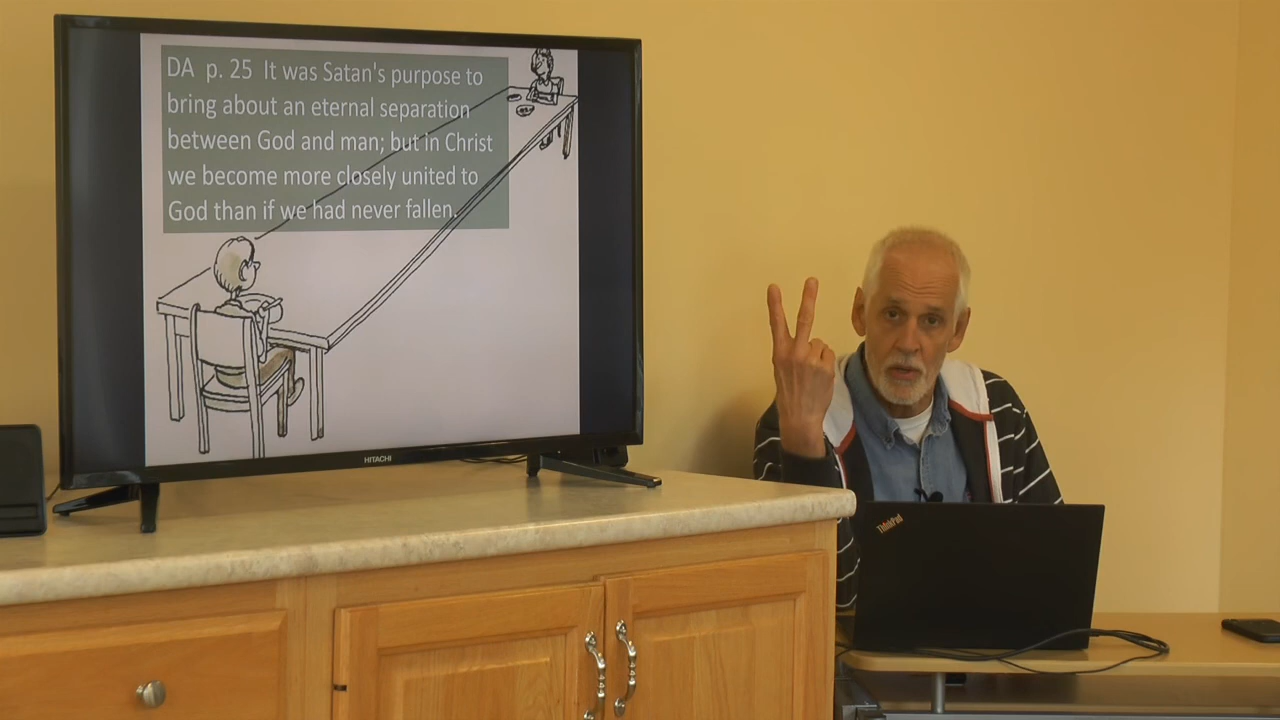 DA p. 25 It was Satan's purpose to
bring about an eternal separation
between God and man; but in Christ
we become more closely united to
God than if we had never fallen.
HITACHI
ThinkPad